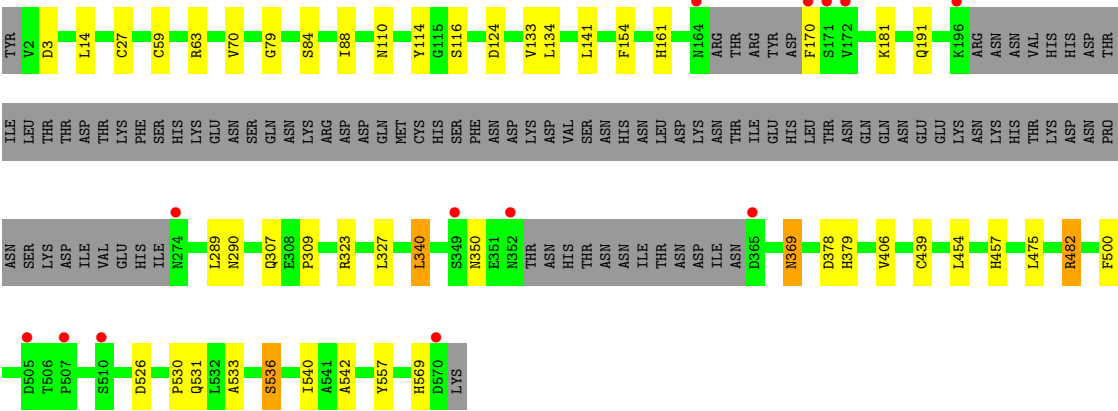 TYR V2 D3 L14 C27 C59 R63 V70 G79 S84 I88 N110 Y114 G115 S116 D124 V133 L134 L141 F154 H161 N164 ARG THR ARG TYR ASP F170 S171 V172 K181 Q191 K196 ARG ASN ASN VAL HIS HIS ASP THR
ILE LEU THR THR ASP THR LYS PHE SER HIS LYS GLU ASN SER GLN ASN LYS ARG ASP ASP GLN MET CYS HIS SER PHE ASN ASP LYS ASP VAL SER ASN HIS ASN LEU ASP LYS ASN THR ILE GLU HIS LEU THR ASN GLN GLN ASN GLU GLU LYS ASN LYS HIS THR LYS ASP ASN PRO
ASN SER LYS ASP ILE VAL GLU HIS ILE N274 L289 N290 Q307 E308 P309 R323 L327 L340 S349 N350 E351 N352 THR ASN HIS THR ASN ASN ILE THR ASN ASP ILE ASN D365 N369 D378 H379 V406 C439 L454 H457 L475 R482 F500
D505 T506 P507 S510 D526 P530 Q531 L532 A533 S536 I540 A541 A542 Y557 H569 D570 LYS